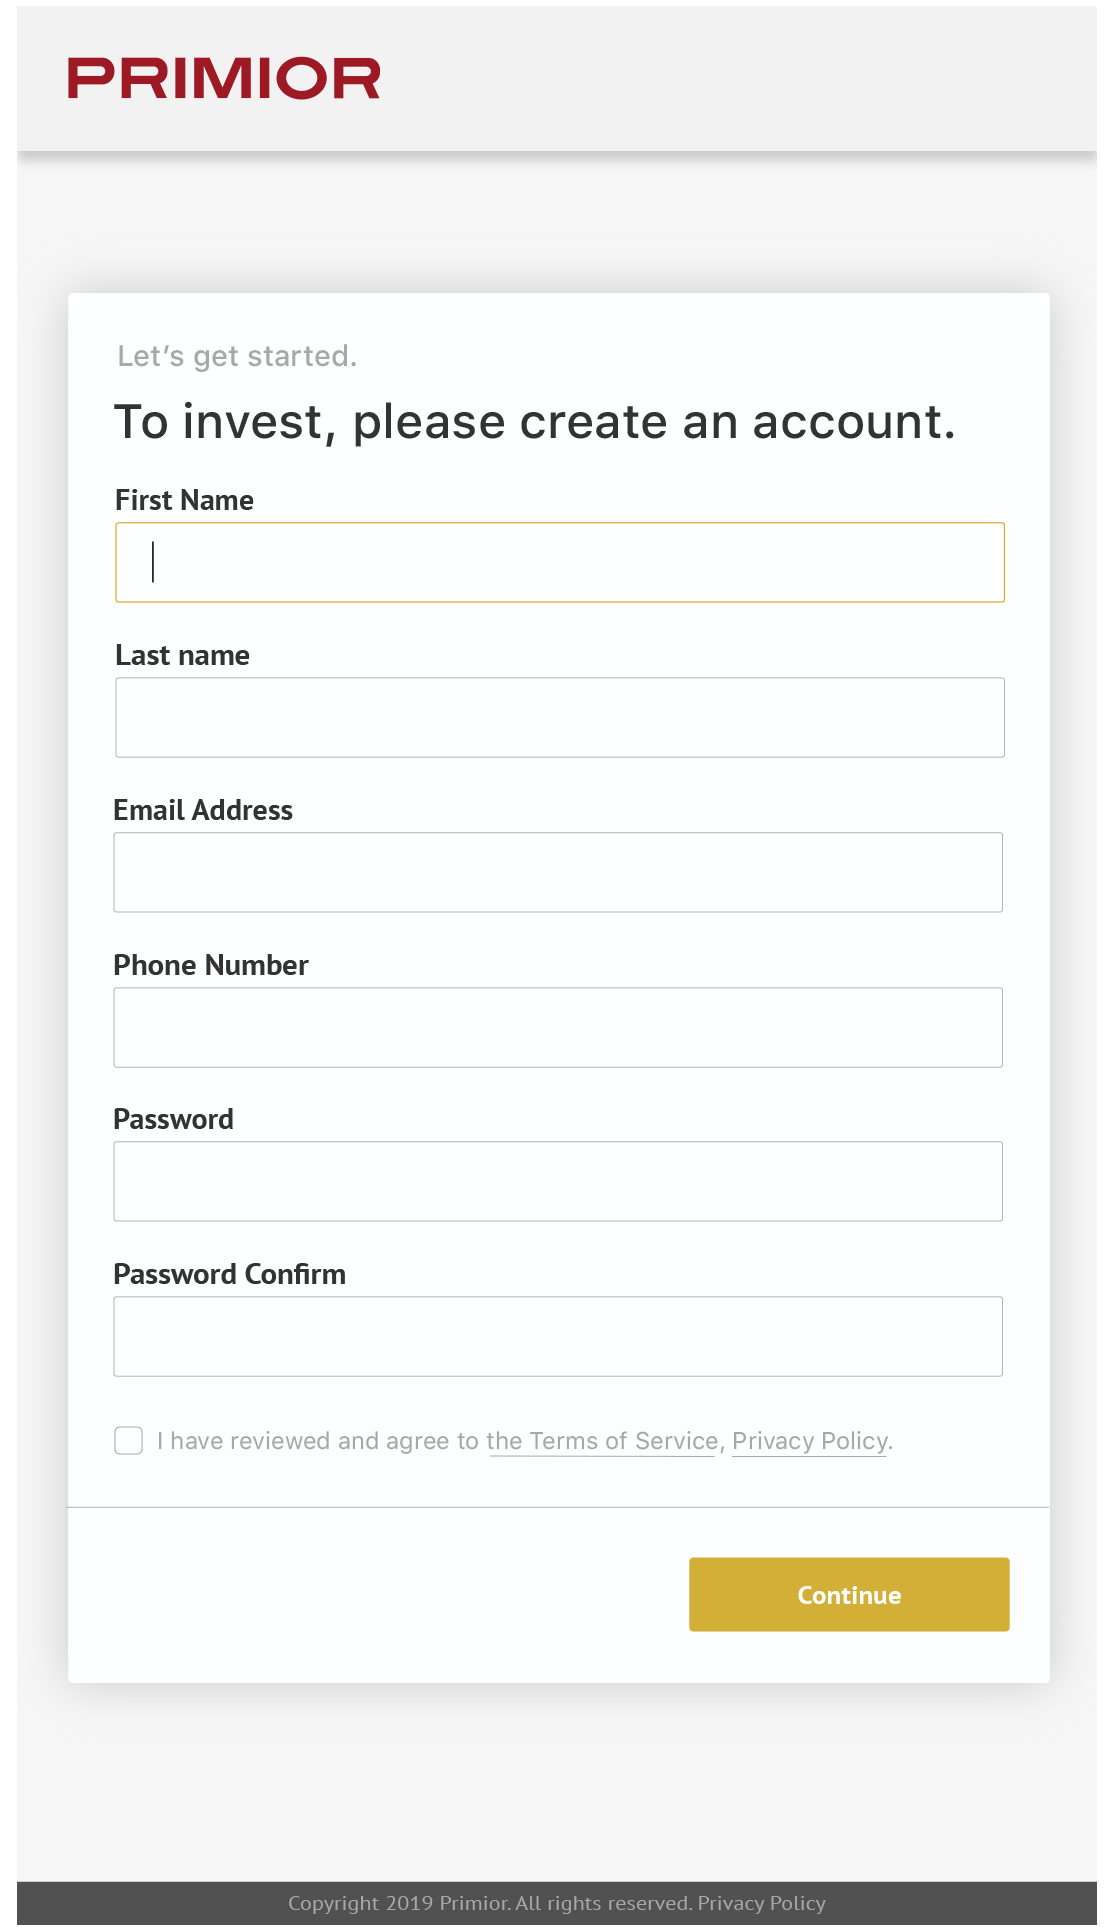 PRIMIOR
Let's get started.
To invest, please create an account.
First Name
Last name
Email Address
Phone Number
Password
Password Confirm
I have reviewed and agree to the Terms of Service, Privacy Policy.
Continue
Copyright 2019 Primior. All rights reserved. Privacy Policy